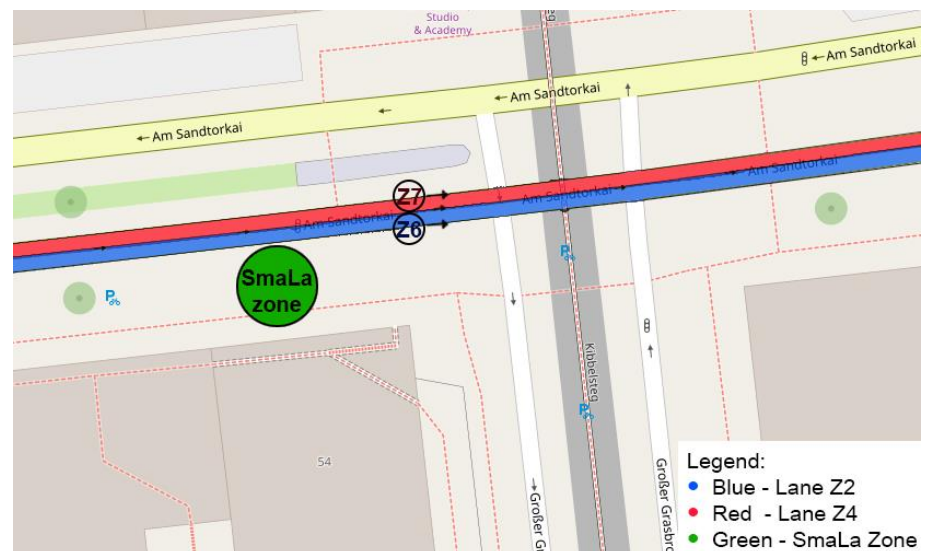 Studio
& Academy
← Am Sandtorkai
← Am Sandtorkai
← Am Sandtorkai
Am Sandtorkai
Am Sandtorkai
Am Sandtorkai
Z7
Z6
SmaLa
zone
Kibbelsteg
54
Großer Gr
Großer Grasbro
Legend:
Blue - Lane Z2
Red - Lane Z4
Green - SmaLa Zone